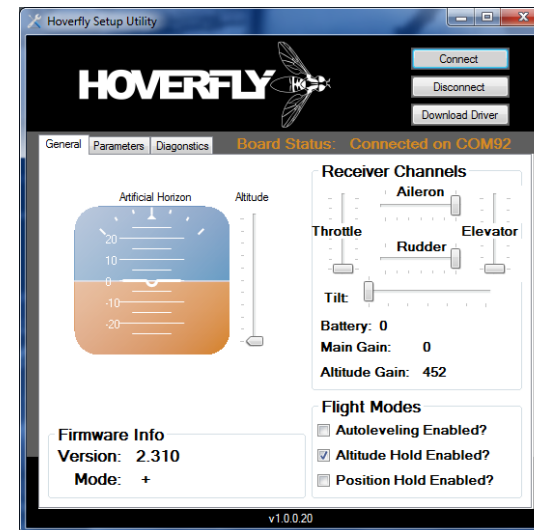 Hoverfly Setup Utility
HOVERFLY
Connect
Disconnect
Download Driver
General Parameters Diagonstics Board Status: Connected on COM92
Artificial Horizon
Altitude
20
10
0
-10
-20
Receiver Channels
Aileron
Throttle
Elevator
Rudder
Tilt:
Battery: 0
Main Gain: 0
Altitude Gain: 452
Flight Modes
Autoleveling Enabled?
Altitude Hold Enabled?
Position Hold Enabled?
Firmware Info
Version: 2.310
Mode: +
v1.0.0.20